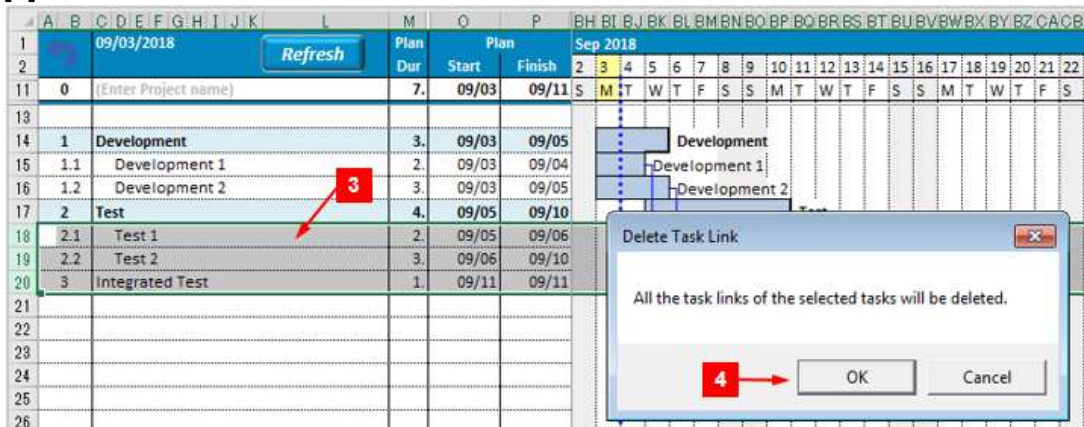 A B C D E F G H I J K L M O P BH BI BJ BK BL BM BN BO BP BQ BR BS BT BU BV BW BX BY BZ CA CB
1 09/03/2018 Refresh Plan Plan Sep 2018
2 Dur Start Finish 2 3 4 5 6 7 8 9 10 11 12 13 14 15 16 17 18 19 20 21 22
11 0 (Enter Project name) 7. 09/03 09/11 S M T W T F S S M T W T F S S M T W T F S
13
14 1 Development 3. 09/03 09/05 Development
15 1.1 Development 1 2. 09/03 09/04 Development 1
16 1.2 Development 2 3. 09/03 09/05 Development 2
3
17 2 Test 4. 09/05 09/10 Test
18 2.1 Test 1 2. 09/05 09/06
19 2.2 Test 2 3. 09/06 09/10
20 3 Integrated Test 1. 09/11 09/11
21
22
23
24
25
26
Delete Task Link
All the task links of the selected tasks will be deleted.
4 OK Cancel